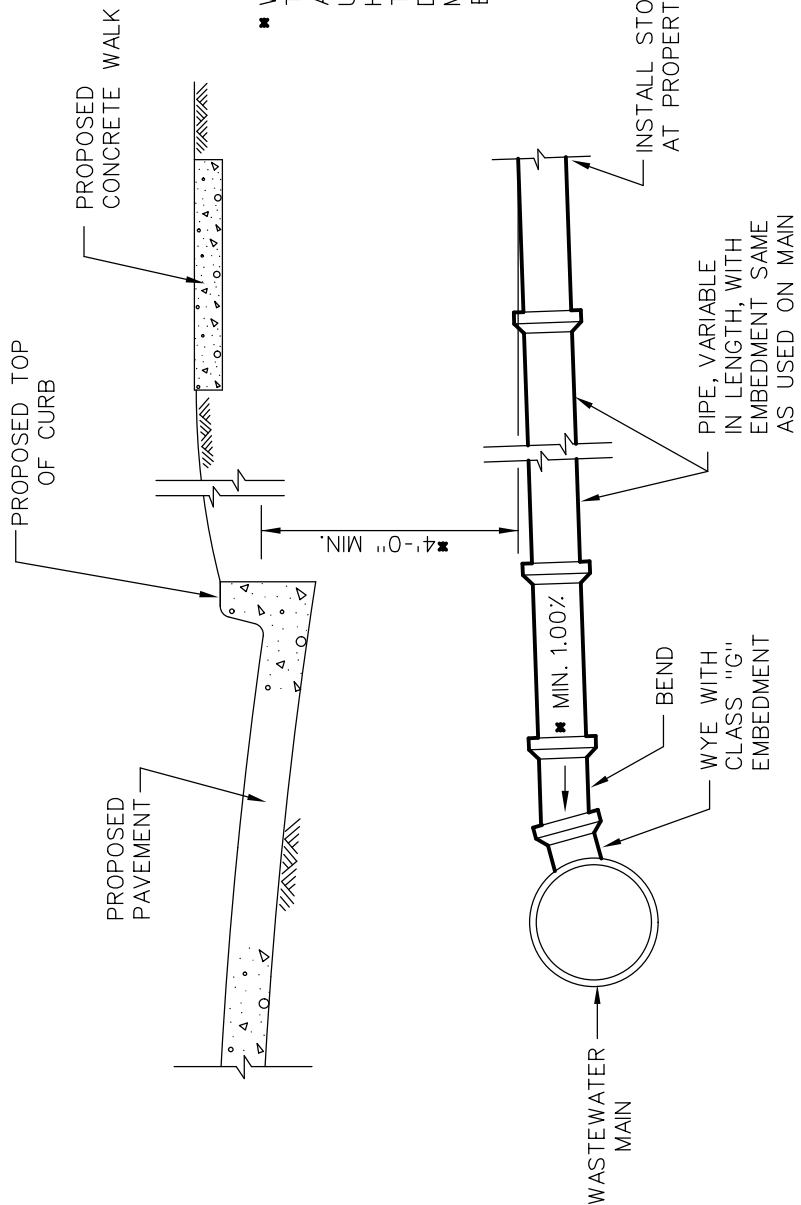 PROPOSED TOP
OF CURB
PROPOSED
CONCRETE WALK
PROPOSED
PAVEMENT
* V
T
A
U
H
T
D
M
E
*4'-0" MIN.
* MIN. 1.00%
INSTALL STO
AT PROPERT
BEND
WYE WITH
CLASS "G"
EMBEDMENT
PIPE, VARIABLE
IN LENGTH, WITH
EMBEDMENT SAME
AS USED ON MAIN
WASTEWATER
MAIN